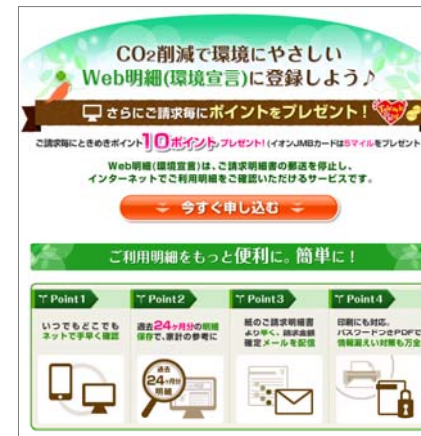 CO2削減で環境にやさしい
Web明細(環境宣言)に登録しよう♪
さらにご請求毎にポイントをプレゼント!
ご請求毎にときめきポイント10ポイントプレゼント!(イオンJMBカードは5マイルをプレゼント
Web明細(環境宣言)は、ご請求明細書の郵送を停止し、
インターネットでご利用明細をご確認いただけるサービスです。
今すぐ申し込む
ご利用明細をもっと便利に。簡単に!
Point1
いつでもどこでも
ネットで手早く確認
Point2
過去24ヶ月分の明細
保存で、家計の参考に
過去
24ヶ月分
明細
Point3
紙のご請求明細書
より早く、請求金額
確定メールを配信
Point4
印刷にも対応。
パスワードつきPDFで
情報漏えい対策も万全